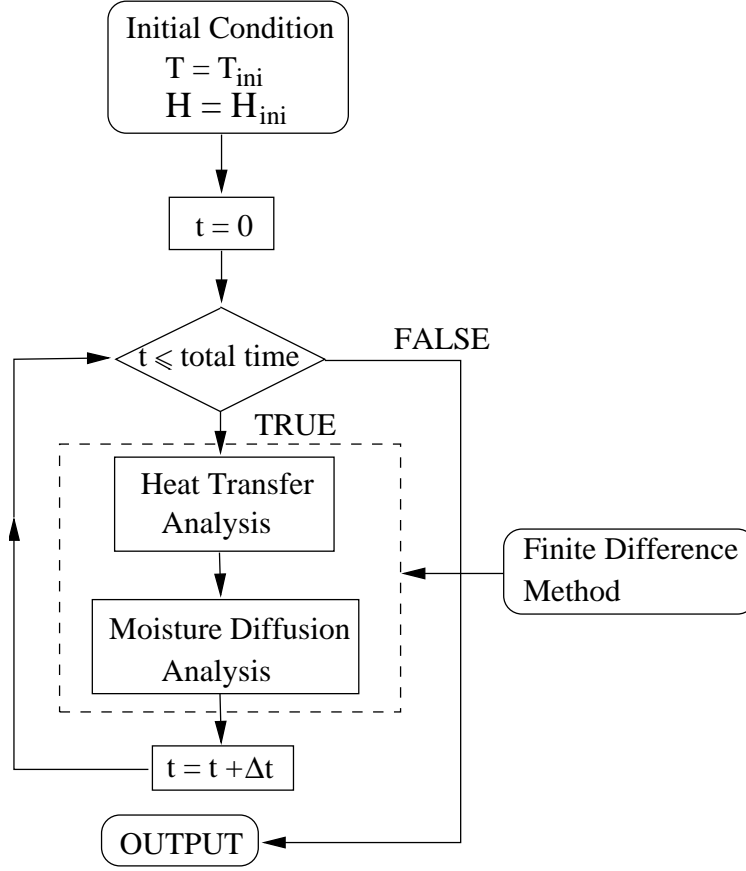 Initial Condition
T = T_ini
H = H_ini
t = 0
t ⩽ total time
FALSE
TRUE
Heat Transfer
Analysis
Finite Difference
Method
Moisture Diffusion
Analysis
t = t +Δt
OUTPUT